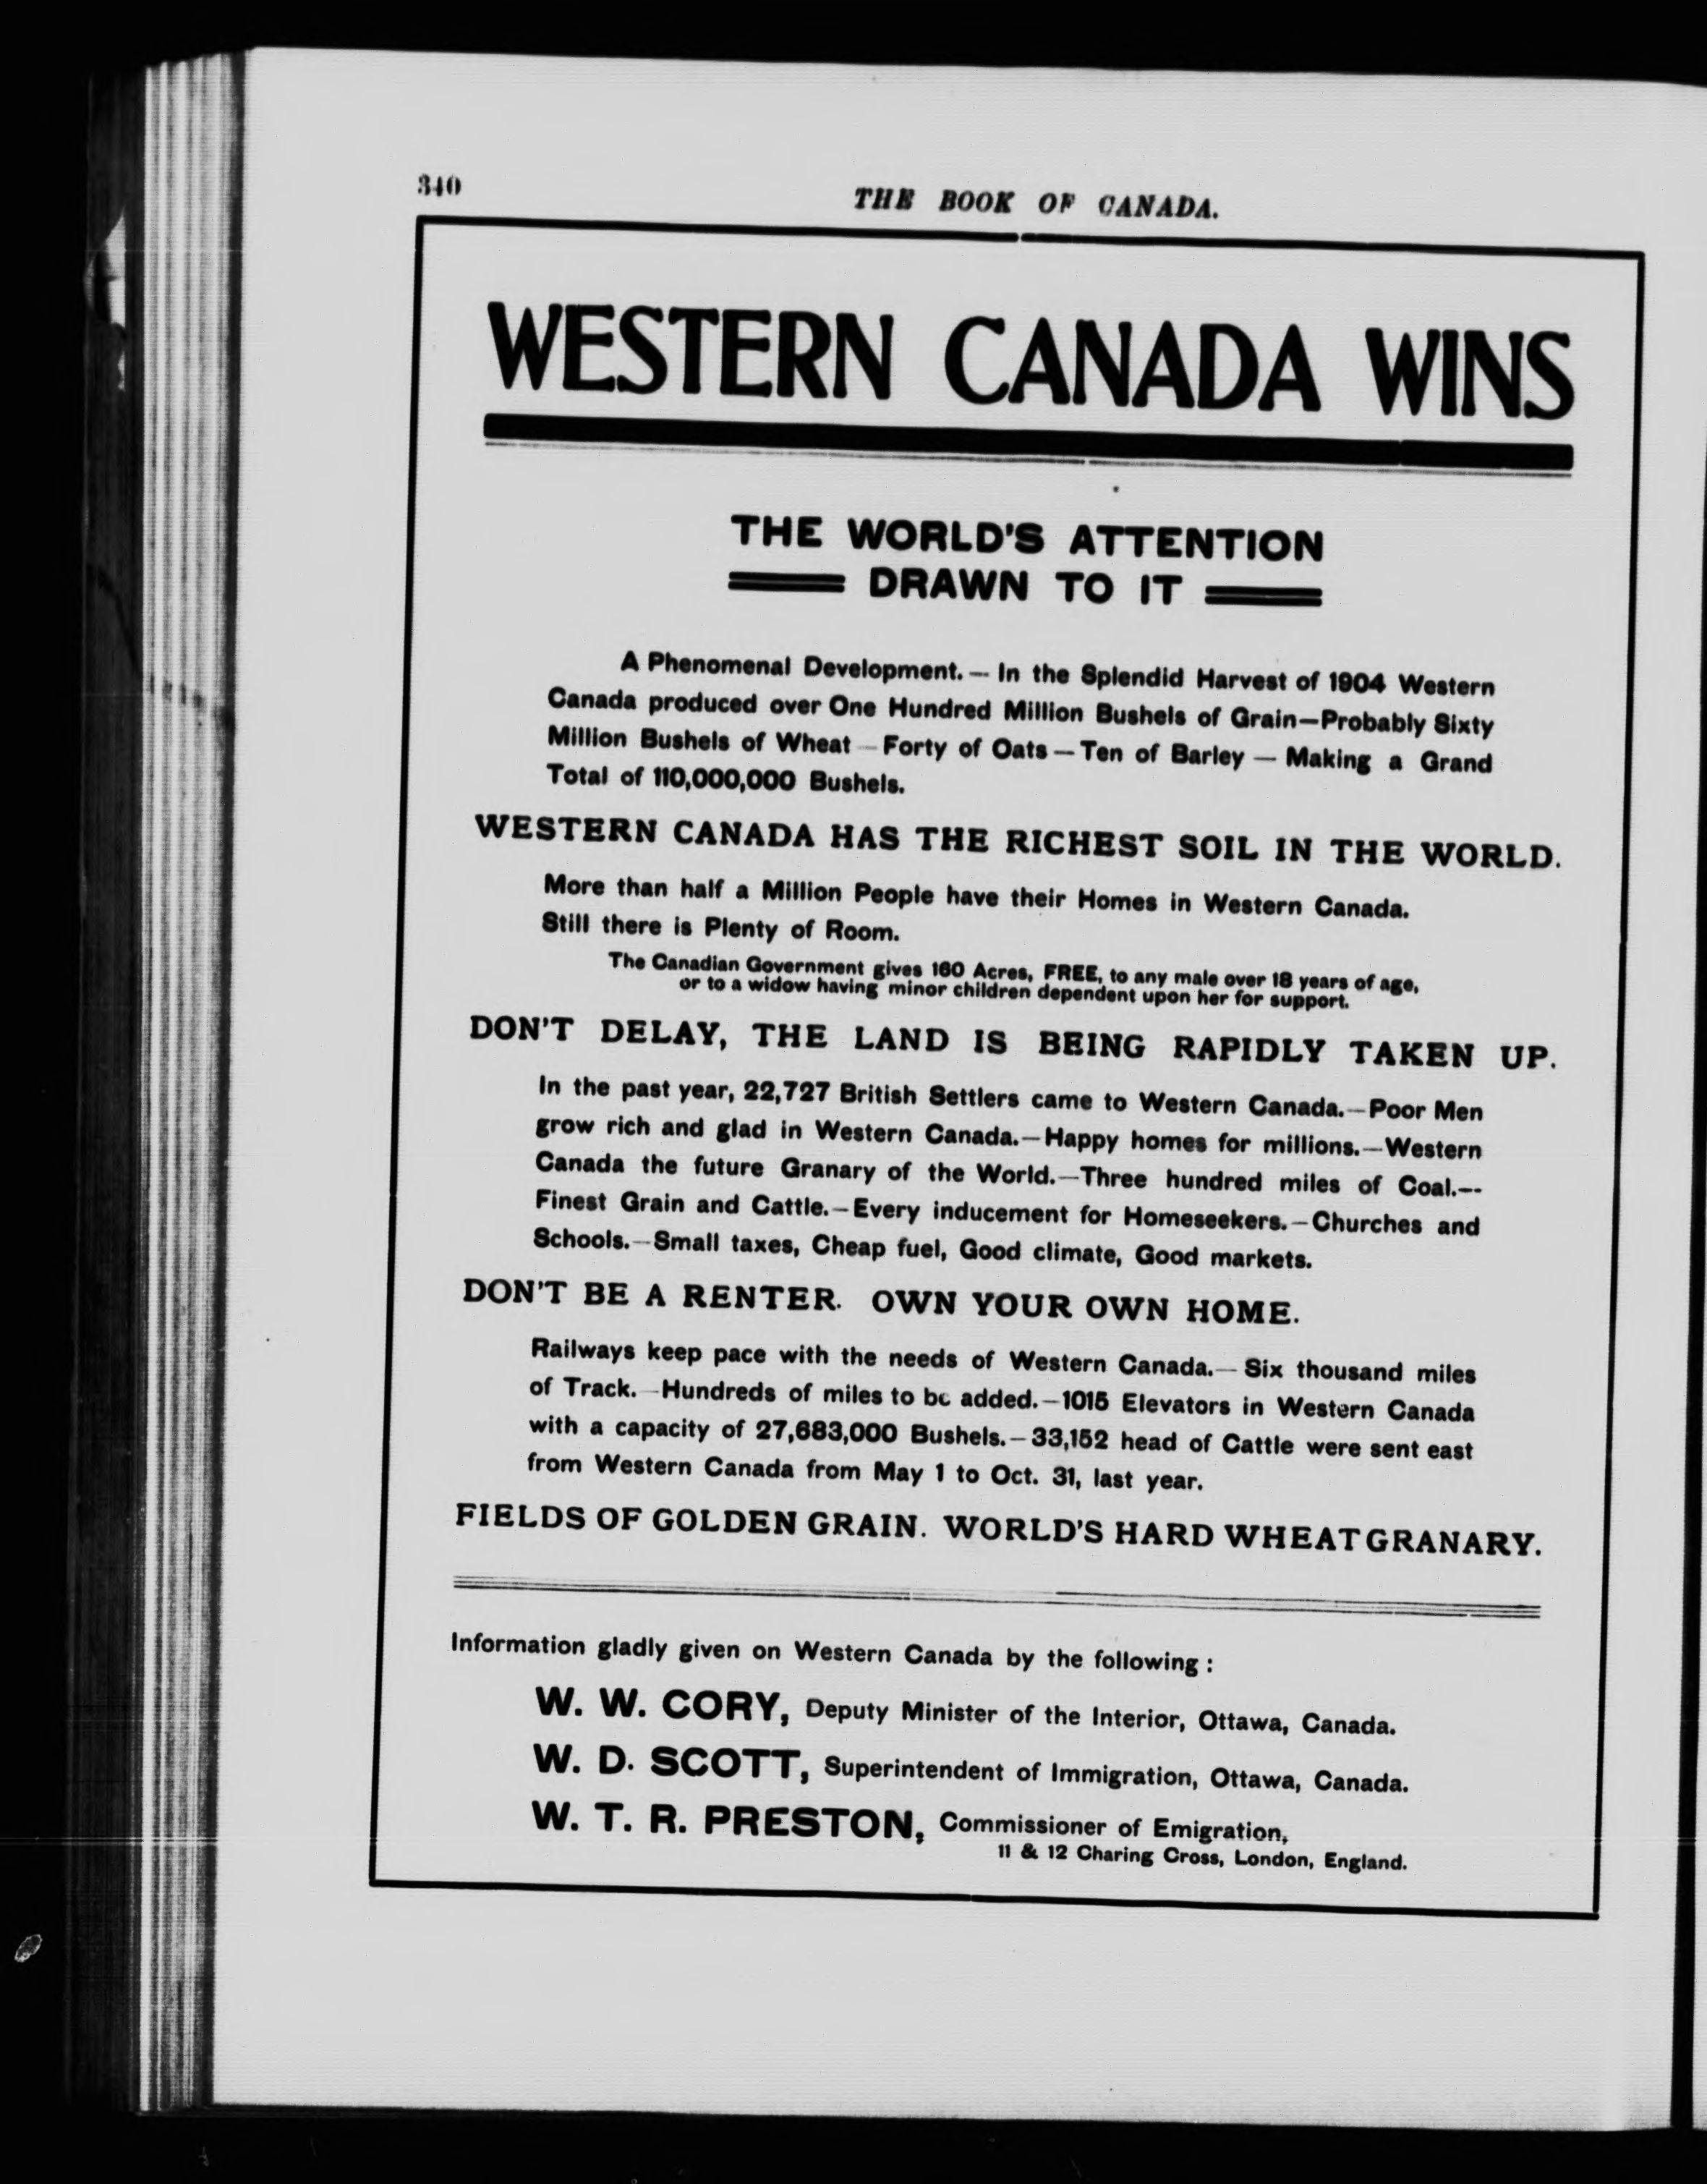 340
THE BOOK OF CANADA.
WESTERN CANADA WINS
THE WORLD'S ATTENTION
DRAWN TO IT
A Phenomenal Development. — In the Splendid Harvest of 1904 Western
Canada produced over One Hundred Million Bushels of Grain—Probably Sixty
Million Bushels of Wheat — Forty of Oats — Ten of Barley — Making a Grand
Total of 110,000,000 Bushels.
WESTERN CANADA HAS THE RICHEST SOIL IN THE WORLD.
More than half a Million People have their Homes in Western Canada.
Still there is Plenty of Room.
The Canadian Government gives 160 Acres, FREE, to any male over 18 years of age,
or to a widow having minor children dependent upon her for support.
DON'T DELAY, THE LAND IS BEING RAPIDLY TAKEN UP.
In the past year, 22,727 British Settlers came to Western Canada.—Poor Men
grow rich and glad in Western Canada.—Happy homes for millions.—Western
Canada the future Granary of the World.—Three hundred miles of Coal.—
Finest Grain and Cattle.—Every inducement for Homeseekers.—Churches and
Schools.—Small taxes, Cheap fuel, Good climate, Good markets.
DON'T BE A RENTER. OWN YOUR OWN HOME.
Railways keep pace with the needs of Western Canada.— Six thousand miles
of Track.—Hundreds of miles to be added.—1015 Elevators in Western Canada
with a capacity of 27,683,000 Bushels.—33,152 head of Cattle were sent east
from Western Canada from May 1 to Oct. 31, last year.
FIELDS OF GOLDEN GRAIN. WORLD'S HARD WHEAT GRANARY.
Information gladly given on Western Canada by the following :
W. W. CORY, Deputy Minister of the Interior, Ottawa, Canada.
W. D. SCOTT, Superintendent of Immigration, Ottawa, Canada.
W. T. R. PRESTON, Commissioner of Emigration,
11 & 12 Charing Cross, London, England.